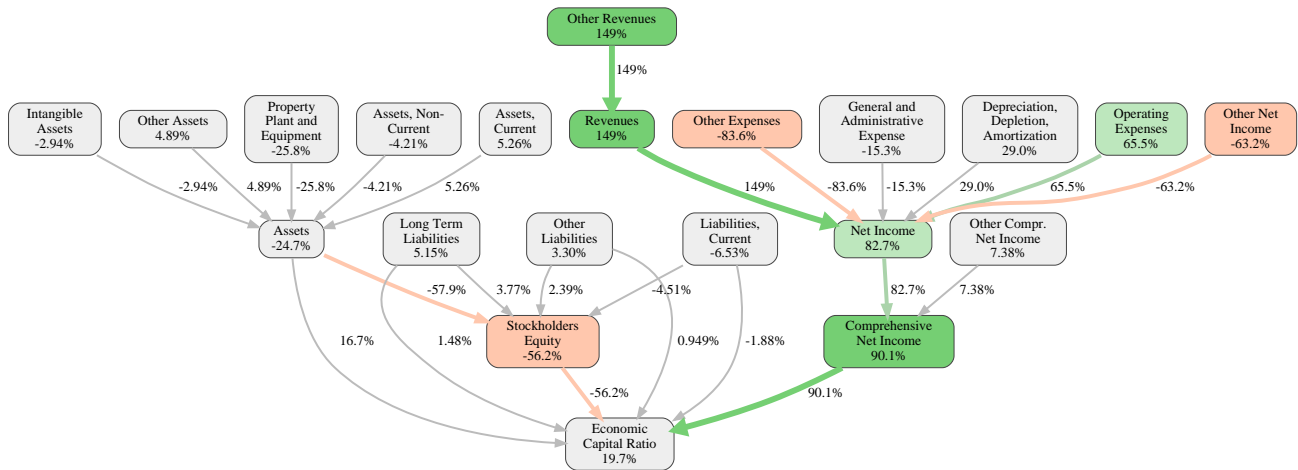 Other Revenues
149%
149%
Intangible
Assets
-2.94%
Other Assets
4.89%
Property
Plant and
Equipment
-25.8%
Assets, Non-
Current
-4.21%
Assets,
Current
5.26%
Revenues
149%
Other Expenses
-83.6%
General and
Administrative
Expense
-15.3%
Depreciation,
Depletion,
Amortization
29.0%
Operating
Expenses
65.5%
Other Net
Income
-63.2%
-2.94%
4.89%
-25.8%
-4.21%
5.26%
149%
-83.6%
-15.3%
29.0%
65.5%
-63.2%
Assets
-24.7%
Long Term
Liabilities
5.15%
Other
Liabilities
3.30%
Liabilities,
Current
-6.53%
Net Income
82.7%
Other Compr.
Net Income
7.38%
-57.9%
3.77%
2.39%
-4.51%
82.7%
7.38%
Stockholders
Equity
-56.2%
Comprehensive
Net Income
90.1%
16.7%
1.48%
0.949%
-1.88%
-56.2%
90.1%
Economic
Capital Ratio
19.7%